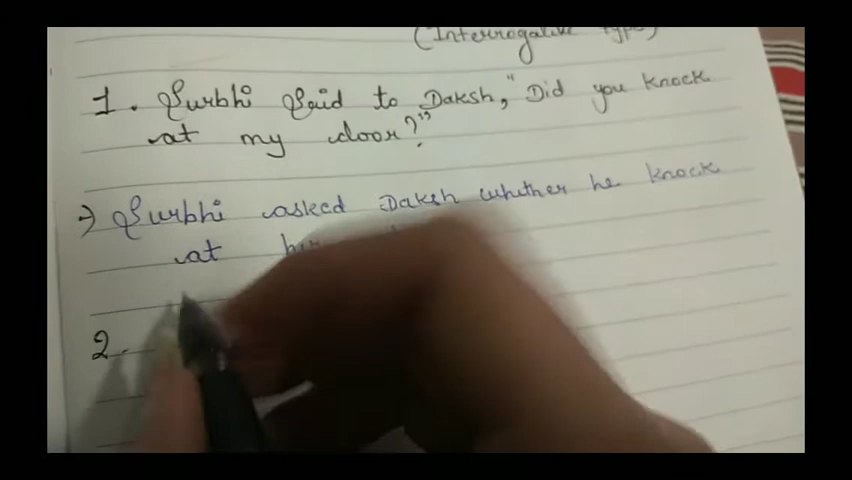 (Interrogative type)
1. Surbhi Said to Daksh, "Did you knock
at my door?"
→ Surbhi asked Daksh whether he knock
at her
2.